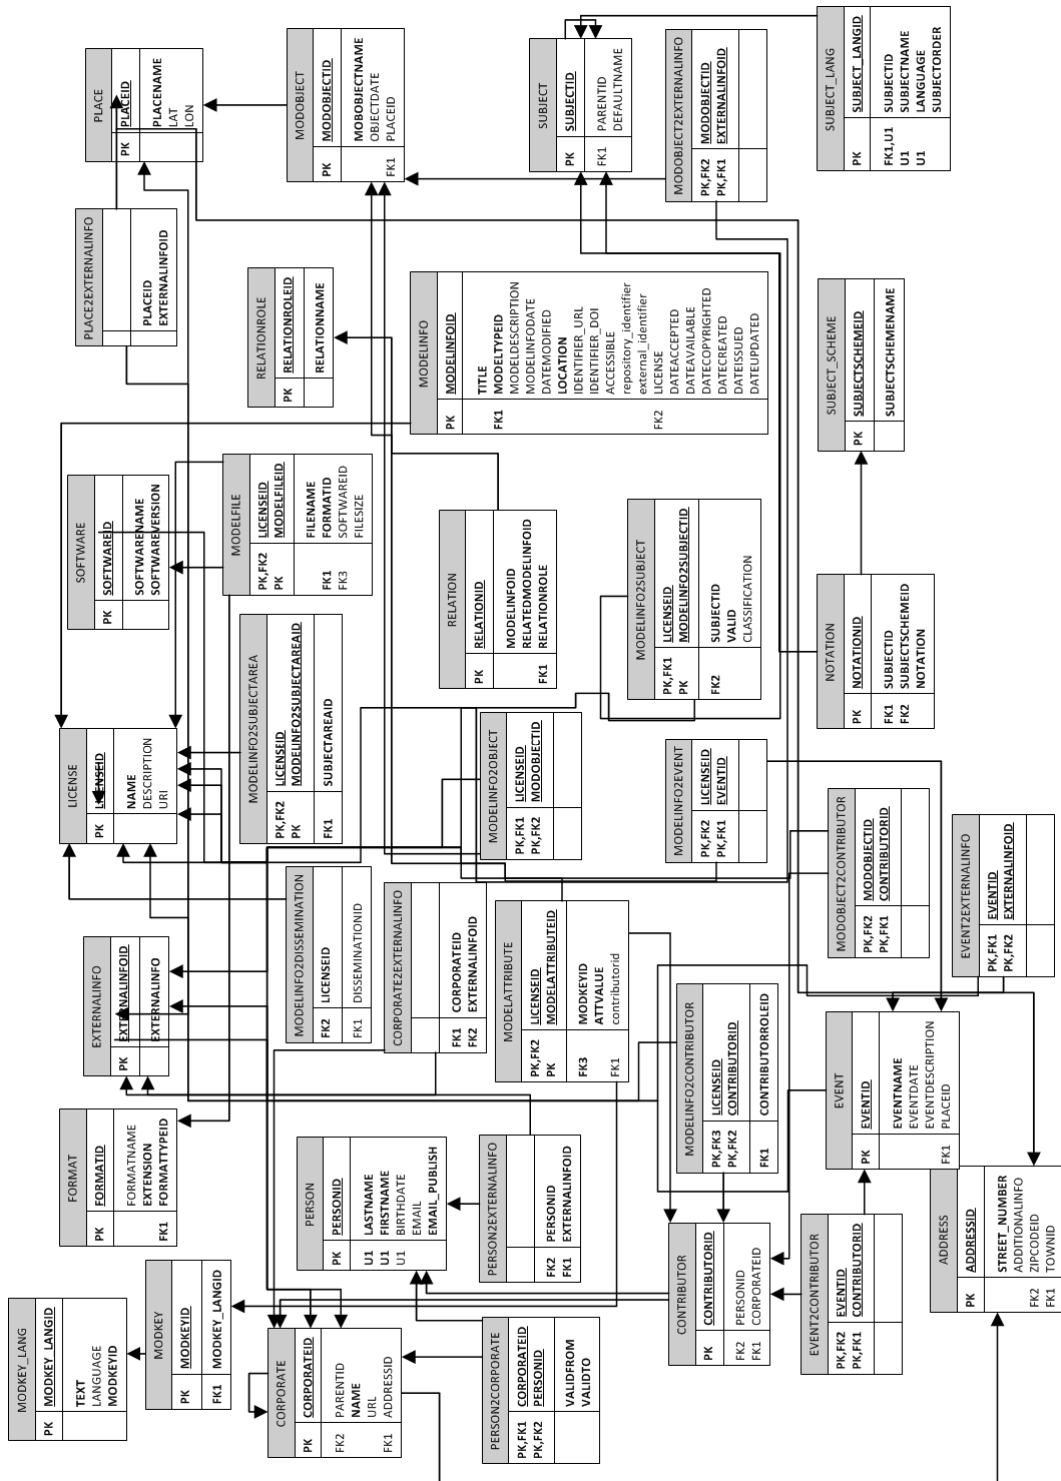 PLACE
PK
PLACEID
PLACENAME
LAT
LON
MODOBJECT
PK
MODOBJECTID
MOBOBJECTNAME
OBJECTDATE
FK1 PLACEID
SUBJECT
PK
SUBJECTID
FK1 PARENTID
DEFAULTNAME
MODOBJECT2EXTERNALINFO
PK,FK2 MODOBJECTID
PK,FK1 EXTERNALINFOID
SUBJECT_LANG
PK SUBJECT_LANGID
FK1,U1 SUBJECTID
U1 SUBJECTNAME
U1 LANGUAGE
SUBJECTORDER
PLACE2EXTERNALINFO
PLACEID
EXTERNALINFOID
RELATIONROLE
PK RELATIONROLEID
RELATIONNAME
MODELINFO
PK MODELINFOID
TITLE
FK1 MODELTYPEID
MODELDESCRIPTION
MODELINFODATE
DATEMODIFIED
LOCATION
IDENTIFIER_URL
IDENTIFIER_DOI
ACCESSIBLE
repository_identifier
external_identifier
FK2 LICENSE
DATEACCEPTED
DATEAVAILABLE
DATECOPYRIGHTED
DATECREATED
DATEISSUED
DATEUPDATED
SUBJECT_SCHEME
PK SUBJECTSCHEMEID
SUBJECTSCHEMENAME
SOFTWARE
PK SOFTWAREID
SOFTWARENAME
SOFTWAREVERSION
MODELFILE
PK,FK2 LICENSEID
PK MODELFILEID
FILENAME
FK1 FORMATID
FK3 SOFTWAREID
FILESIZE
RELATION
PK RELATIONID
MODELINFOID
RELATEDMODELINFOID
FK1 RELATIONROLE
MODELINFO2SUBJECT
PK,FK1 LICENSEID
PK MODELINFO2SUBJECTID
FK2 SUBJECTID
VALID
CLASSIFICATION
NOTATION
PK NOTATIONID
FK1 SUBJECTID
FK2 SUBJECTSCHEMEID
NOTATION
LICENSE
PK LICENSEID
NAME
DESCRIPTION
URI
MODELINFO2SUBJECTAREA
PK,FK2 LICENSEID
PK MODELINFO2SUBJECTAREAID
FK1 SUBJECTAREAID
MODELINFO2OBJECT
PK,FK1 LICENSEID
PK,FK2 MODOBJECTID
MODELINFO2EVENT
PK,FK2 LICENSEID
PK,FK1 EVENTID
MODOBJECT2CONTRIBUTOR
PK,FK2 MODOBJECTID
PK,FK1 CONTRIBUTORID
EVENT2EXTERNALINFO
PK,FK1 EVENTID
PK,FK2 EXTERNALINFOID
EXTERNALINFO
PK EXTERNALINFOID
EXTERNALINFO
MODELINFO2DISSEMINATION
FK2 LICENSEID
FK1 DISSEMINATIONID
CORPORATE2EXTERNALINFO
FK1 CORPORATEID
FK2 EXTERNALINFOID
MODELATTRIBUTE
PK,FK2 LICENSEID
PK MODELATTRIBUTEID
FK3 MODKEYID
ATTVALUE
FK1 contributorid
MODELINFO2CONTRIBUTOR
PK,FK3 LICENSEID
PK,FK2 CONTRIBUTORID
FK1 CONTRIBUTORROLEID
EVENT
PK EVENTID
EVENTNAME
EVENTDATE
EVENTDESCRIPTION
FK1 PLACEID
FORMAT
PK FORMATID
FORMATNAME
EXTENSION
FK1 FORMATTYPEID
PERSON
PK PERSONID
U1 LASTNAME
U1 FIRSTNAME
U1 BIRTHDATE
EMAIL
EMAIL_PUBLISH
PERSON2EXTERNALINFO
FK2 PERSONID
FK1 EXTERNALINFOID
CONTRIBUTOR
PK CONTRIBUTORID
FK2 PERSONID
FK1 CORPORATEID
EVENT2CONTRIBUTOR
PK,FK2 EVENTID
PK,FK1 CONTRIBUTORID
ADDRESS
PK ADDRESSID
STREET_NUMBER
ADDITIONALINFO
FK2 ZIPCODEID
FK1 TOWNID
MODKEY_LANG
PK MODKEY_LANGID
TEXT
LANGUAGE
MODKEYID
MODKEY
PK MODKEYID
FK1 MODKEY_LANGID
CORPORATE
PK CORPORATEID
FK2 PARENTID
NAME
URL
FK1 ADDRESSID
PERSON2CORPORATE
PK,FK1 CORPORATEID
PK,FK2 PERSONID
VALIDFROM
VALIDTO